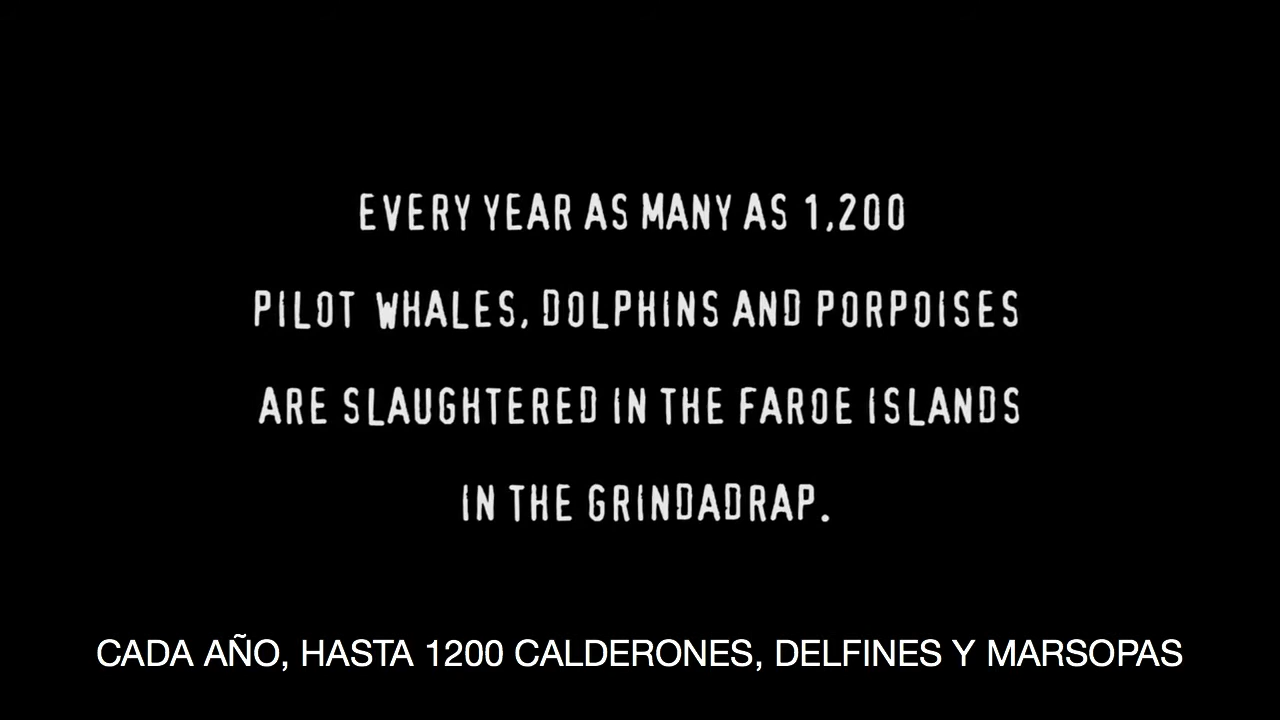 EVERY YEAR AS MANY AS 1,200
PILOT WHALES, DOLPHINS AND PORPOISES
ARE SLAUGHTERED IN THE FAROE ISLANDS
IN THE GRINDADRAP.
CADA AÑO, HASTA 1200 CALDERONES, DELFINES Y MARSOPAS